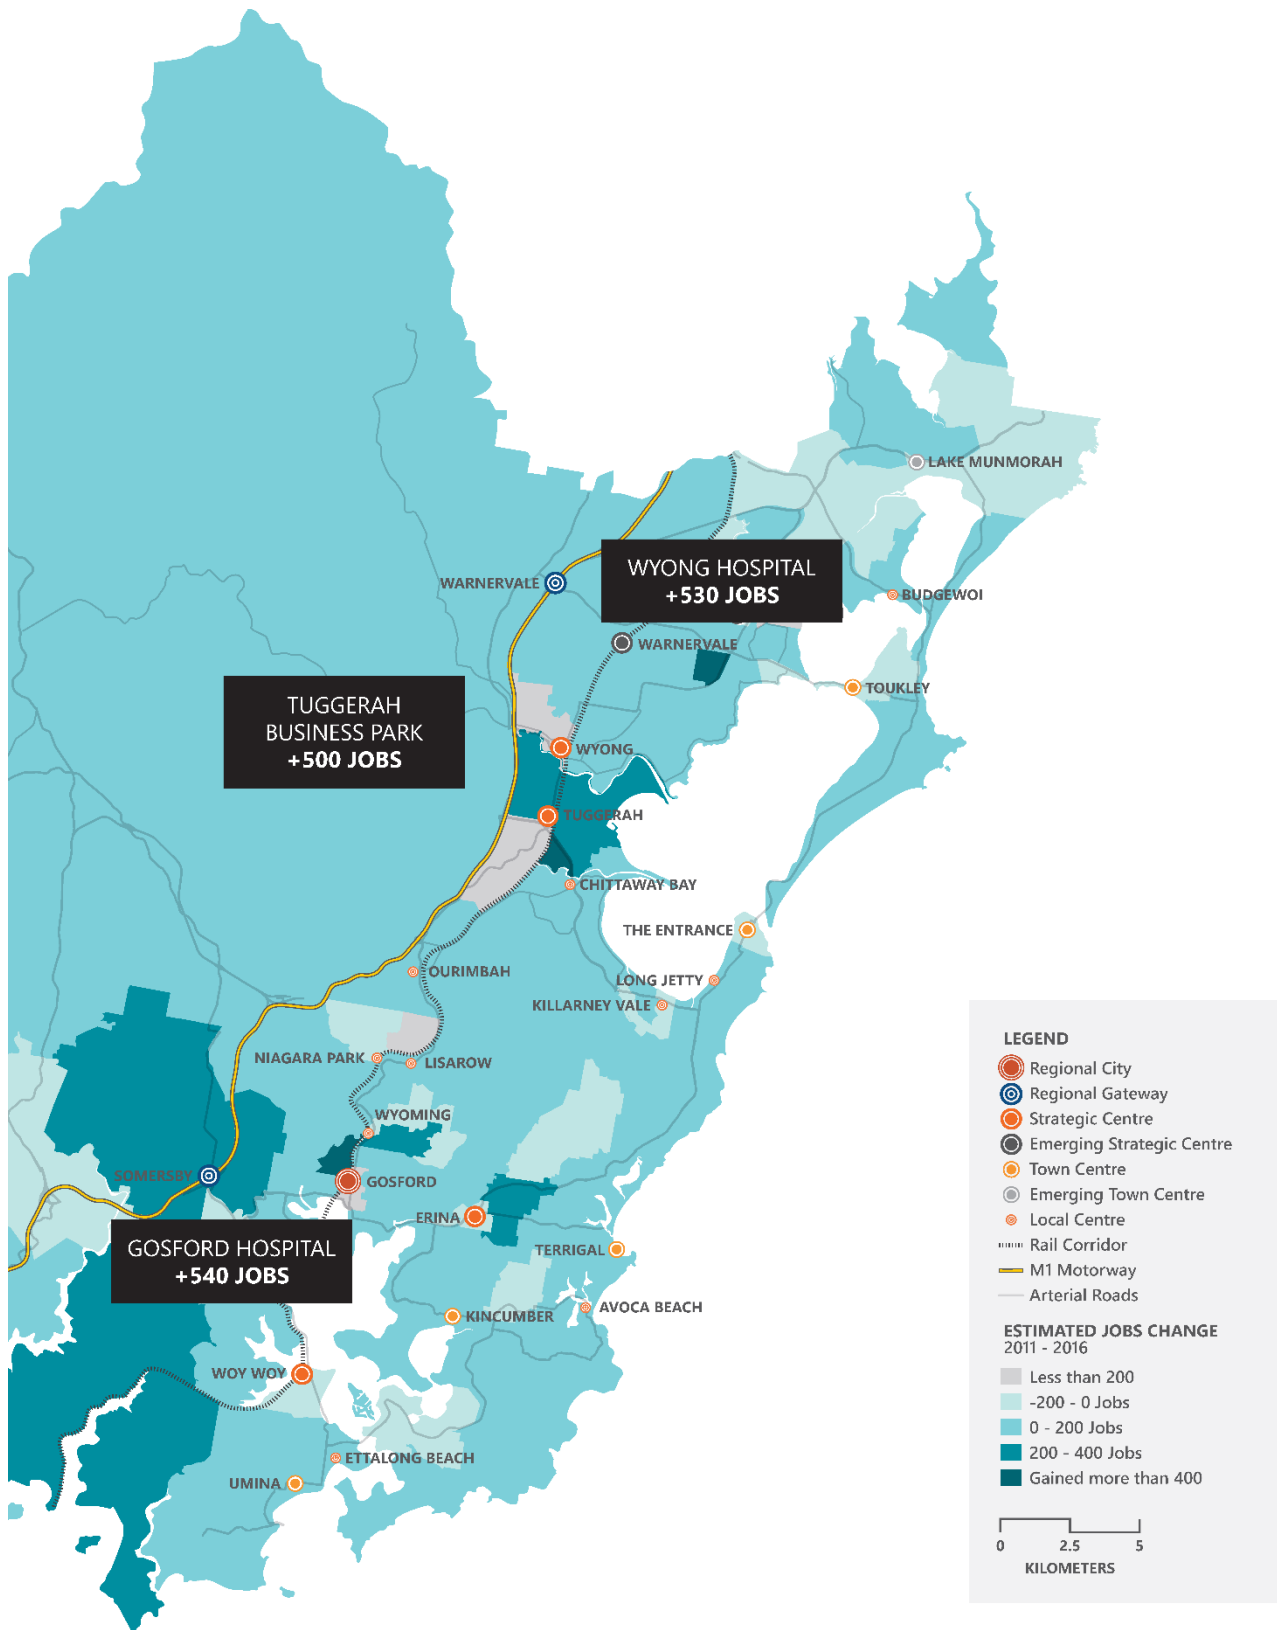 LAKE MUNMORAH
WYONG HOSPITAL
+530 JOBS
WARNERVALE
BUDGEWOI
WARNERVALE
TOUKLEY
TUGGERAH
BUSINESS PARK
+500 JOBS
WYONG
TUGGERAH
CHITTAWAY BAY
THE ENTRANCE
OURIMBAH
LONG JETTY
KILLARNEY VALE
NIAGARA PARK
LISAROW
WYOMING
SOMERSBY
GOSFORD
ERINA
GOSFORD HOSPITAL
+540 JOBS
TERRIGAL
AVOCA BEACH
KINCUMBER
WOY WOY
ETTALONG BEACH
UMINA
LEGEND
Regional City
Regional Gateway
Strategic Centre
Emerging Strategic Centre
Town Centre
Emerging Town Centre
Local Centre
Rail Corridor
M1 Motorway
Arterial Roads
ESTIMATED JOBS CHANGE
2011 - 2016
Less than 200
-200 - 0 Jobs
0 - 200 Jobs
200 - 400 Jobs
Gained more than 400
0 2.5 5
KILOMETERS